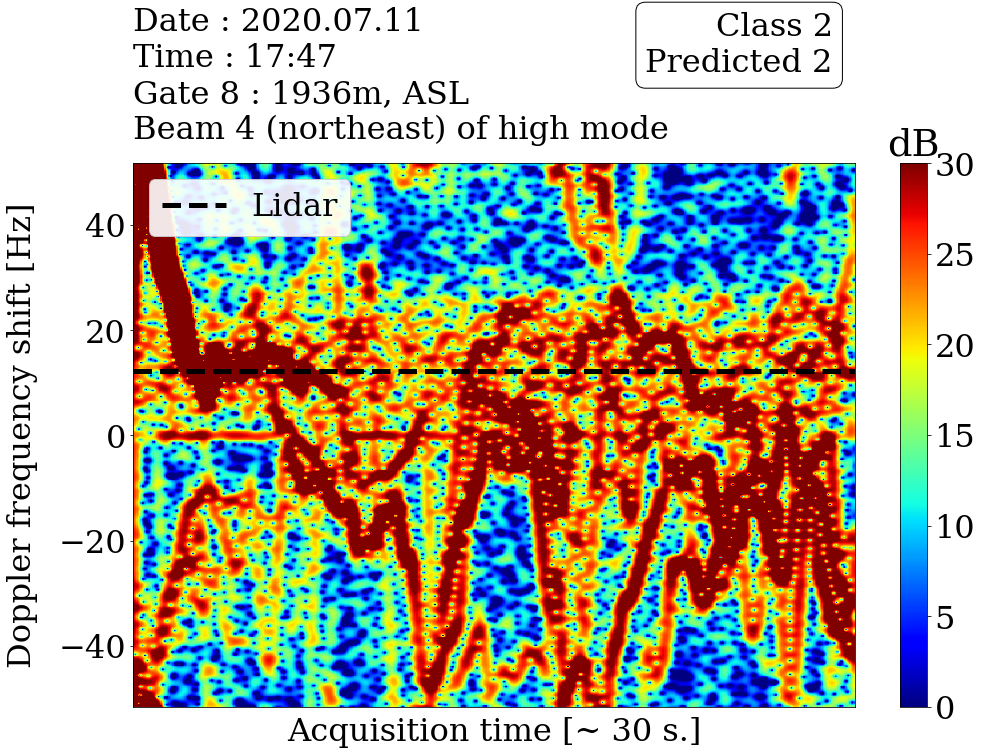 Date : 2020.07.11
Time : 17:47
Gate 8 : 1936m, ASL
Beam 4 (northeast) of high mode
Class 2
Predicted 2
dB
Lidar
Doppler frequency shift [Hz]
40
20
0
−20
−40
30
25
20
15
10
5
0
Acquisition time [~ 30 s.]